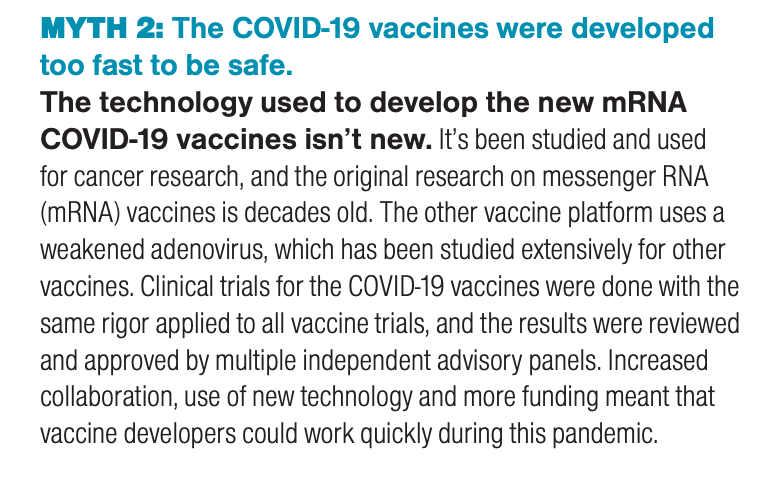 MYTH 2: The COVID-19 vaccines were developed
too fast to be safe.
The technology used to develop the new mRNA
COVID-19 vaccines isn’t new. It’s been studied and used
for cancer research, and the original research on messenger RNA
(mRNA) vaccines is decades old. The other vaccine platform uses a
weakened adenovirus, which has been studied extensively for other
vaccines. Clinical trials for the COVID-19 vaccines were done with the
same rigor applied to all vaccine trials, and the results were reviewed
and approved by multiple independent advisory panels. Increased
collaboration, use of new technology and more funding meant that
vaccine developers could work quickly during this pandemic.